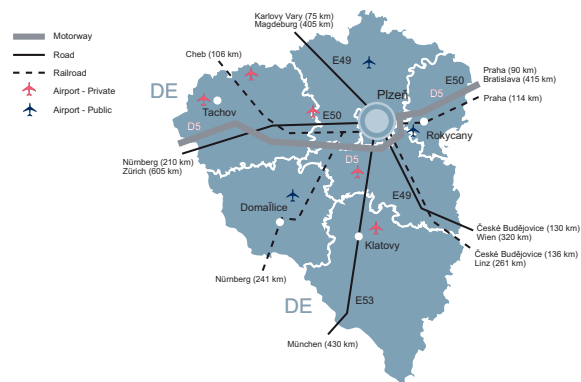 Motorway
Road
Railroad
Airport - Private
Airport - Public
Karlovy Vary (75 km)
Magdeburg (405 km)
Cheb (106 km)
DE
E49
Plzeň
E50
D5
Praha (90 km)
Bratislava (415 km)
Praha (114 km)
Tachov
E50
Rokycany
D5
D5
Nürnberg (210 km)
Zürich (605 km)
E49
Domažlice
Klatovy
České Budějovice (130 km)
Wien (320 km)
České Budějovice (136 km)
Linz (261 km)
Nürnberg (241 km)
DE
E53
München (430 km)